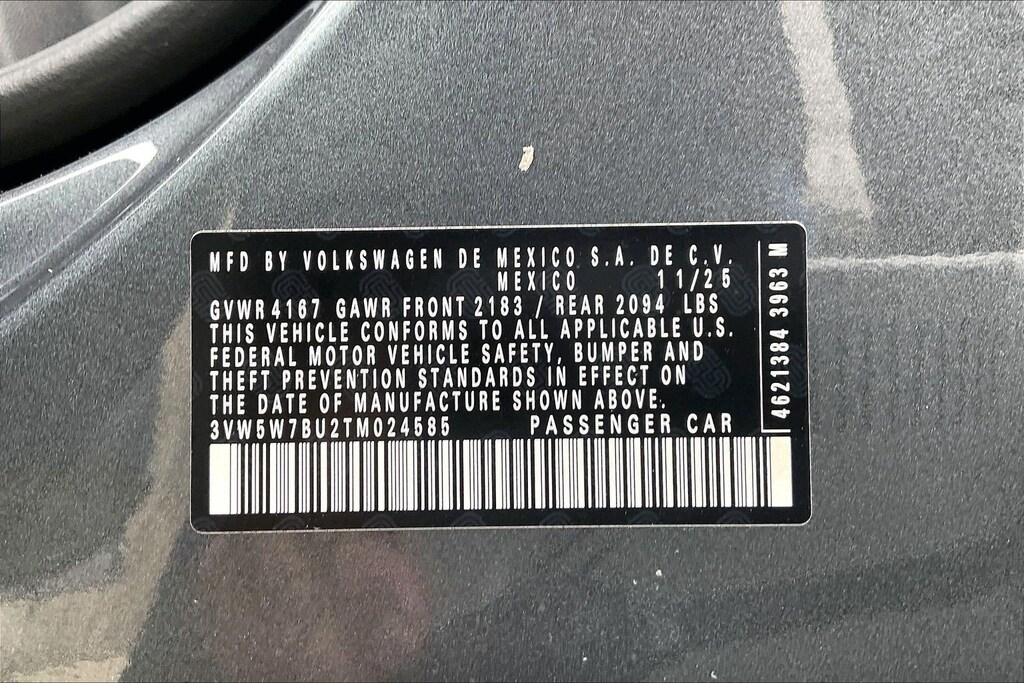 MFD BY VOLKSWAGEN DE MEXICO S.A. DE C.V.
MEXICO 11/25
GVWR 4167 GAWR FRONT 2183 / REAR 2094 LBS
THIS VEHICLE CONFORMS TO ALL APPLICABLE U.S.
FEDERAL MOTOR VEHICLE SAFETY, BUMPER AND
THEFT PREVENTION STANDARDS IN EFFECT ON
THE DATE OF MANUFACTURE SHOWN ABOVE.
3VW5W7BU2TM024585 PASSENGER CAR
4621384 3963 M